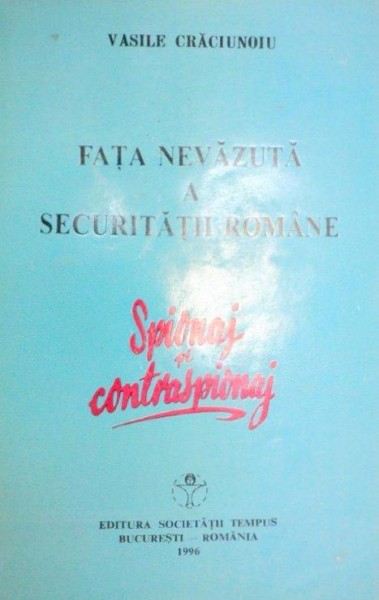 VASILE CRĂCIUNOIU
FAȚA NEVĂZUTĂ
A
SECURITĂȚII ROMÂNE
Spionaj
și
contraspionaj
EDITURA SOCIETĂȚII TEMPUS
BUCUREȘTI — ROMÂNIA
1996